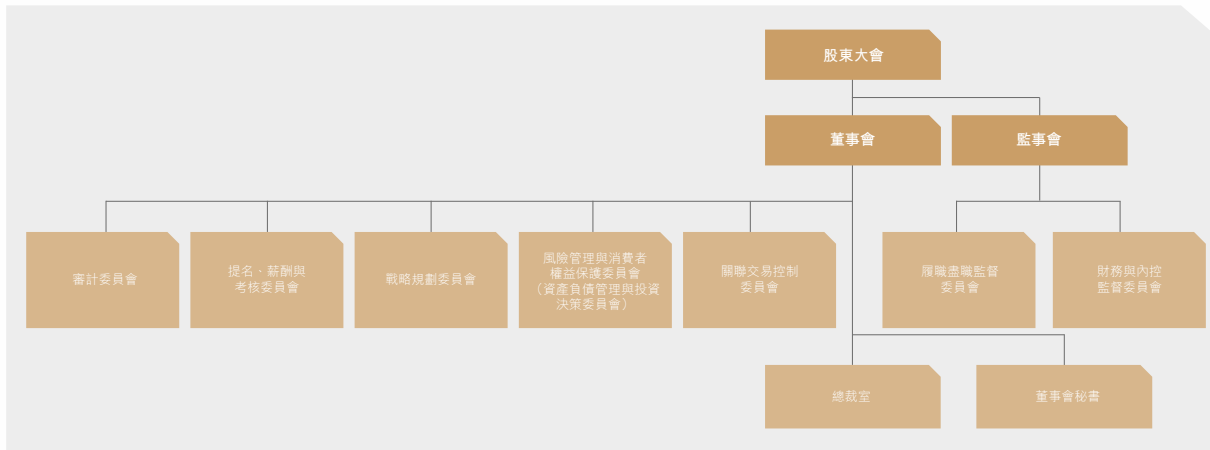 股東大會
董事會
監事會
審計委員會
提名、薪酬與
考核委員會
戰略規劃委員會
風險管理與消費者
權益保護委員會
（資產負債管理與投資
決策委員會）
關聯交易控制
委員會
履職盡職監督
委員會
財務與內控
監督委員會
總裁室
董事會秘書